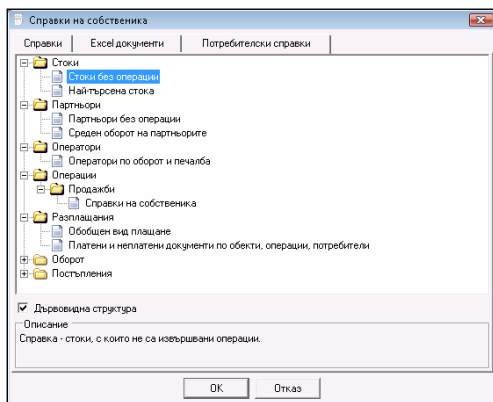 Справки на собственика
Справки Excel документи Потребителски справки
Стоки
Стоки без операции
Най-търсена стока
Партньори
Партньори без операции
Среден оборот на партньорите
Оператори
Оператори по оборот и печалба
Операции
Продажби
Справки на собственика
Разплащания
Обобщен вид плащане
Платени и неплатени документи по обекти, операции, потребители
Оборот
Постъпления
Дървовидна структура
Описание
Справка - стоки, с които не са извършвани операции.
OK Отказ